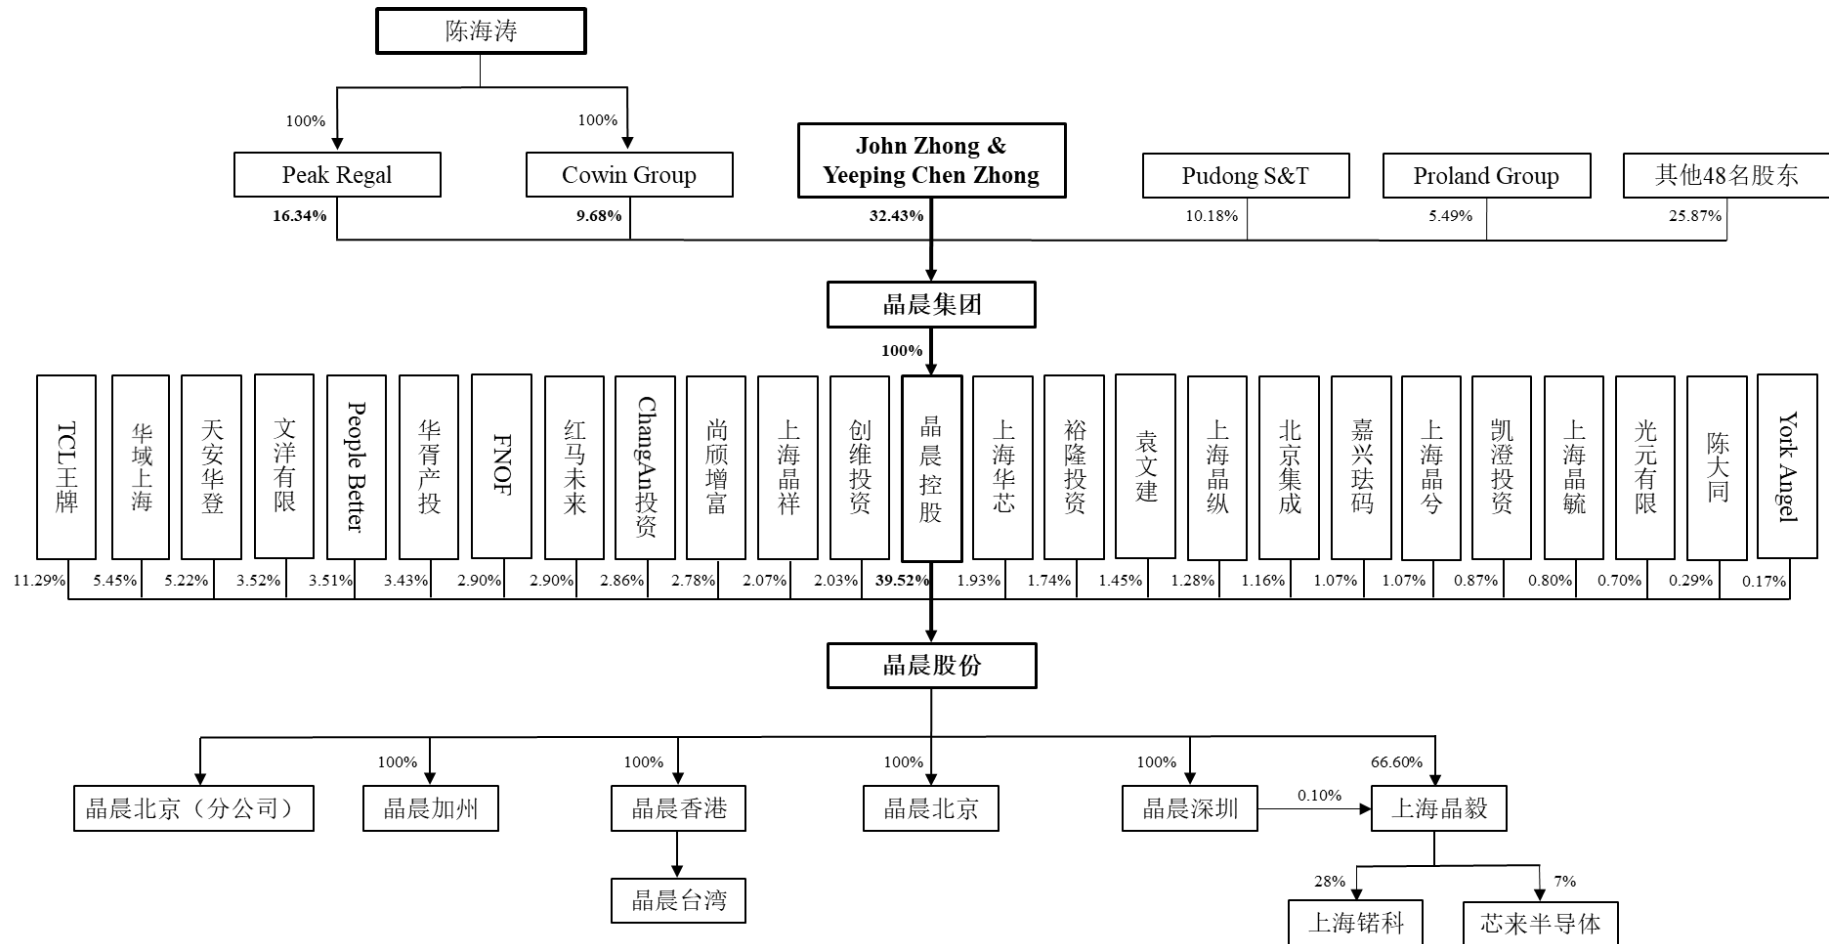 陈海涛
100%
100%
Peak Regal
Cowin Group
John Zhong &
Yeeping Chen Zhong
Pudong S&T
Proland Group
其他48名股东
16.34%
9.68%
32.43%
10.18%
5.49%
25.87%
晶晨集团
100%
TCL王牌
华域上海
天安华登
文洋有限
People Better
华胥产投
FNOF
红马未来
ChangAn投资
尚颀增富
上海晶祥
创维投资
晶晨控股
上海华芯
裕隆投资
袁文建
上海晶纵
北京集成
嘉兴珐码
上海晶兮
凯澄投资
上海晶毓
光元有限
陈大同
York Angel
11.29%
5.45%
5.22%
3.52%
3.51%
3.43%
2.90%
2.90%
2.86%
2.78%
2.07%
2.03%
39.52%
1.93%
1.74%
1.45%
1.28%
1.16%
1.07%
1.07%
0.87%
0.80%
0.70%
0.29%
0.17%
晶晨股份
100%
100%
100%
100%
66.60%
晶晨北京（分公司）
晶晨加州
晶晨香港
晶晨北京
晶晨深圳
0.10%
上海晶毅
晶晨台湾
28%
7%
上海锘科
芯来半导体